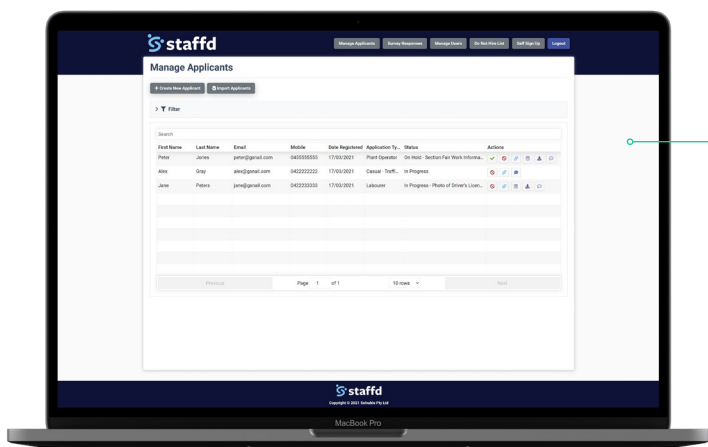 staffd
Manage Applicants Survey Responses Manage Users Do Not Hire List Staff Sign Up Logout
Manage Applicants
+ Create New Applicant Import Applicants
> Filter
Search
First Name Last Name Email Mobile Date Registered Application Ty... Status Actions
Peter Jones peter@gmail.com 0455555555 17/03/2021 Plant Operator On Hold - Section Fair Work Informa...
Alex Gray alex@gmail.com 0422222222 17/03/2021 Casual - Traffi... In Progress
Jane Peters jane@gmail.com 0422233333 17/03/2021 Labourer In Progress - Photo of Driver's Licen...
Previous Page 1 of 1 10 rows Next
staffd
Copyright © 2021 Solvable Pty Ltd
MacBook Pro